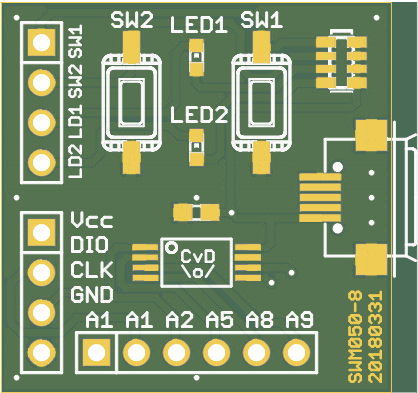 SW2 LED1 SW1
SW1
SW2
LD1
LD2
LED2
Vcc
DIO
CLK
GND
CvD
\o/
A1 A1 A2 A5 A8 A9
SWM050-8
20180331